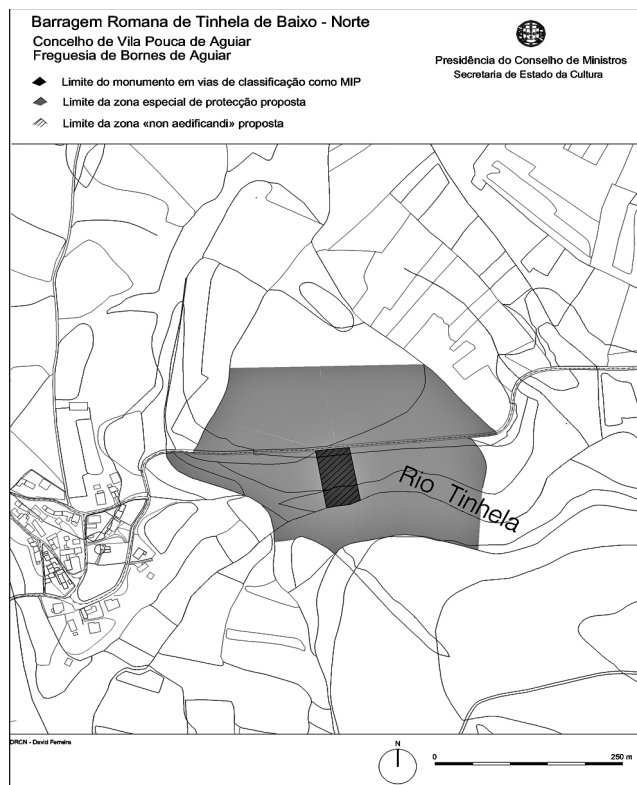 Barragem Romana de Tinhela de Baixo - Norte
Concelho de Vila Pouca de Aguiar
Freguesia de Bornes de Aguiar
Presidência do Conselho de Ministros
Secretaria de Estado da Cultura
Limite do monumento em vias de classificação como MIP
Limite da zona especial de protecção proposta
Limite da zona «non aedificandi» proposta
Rio Tinhela
DRCN - David Ferreira
N
0
250 m